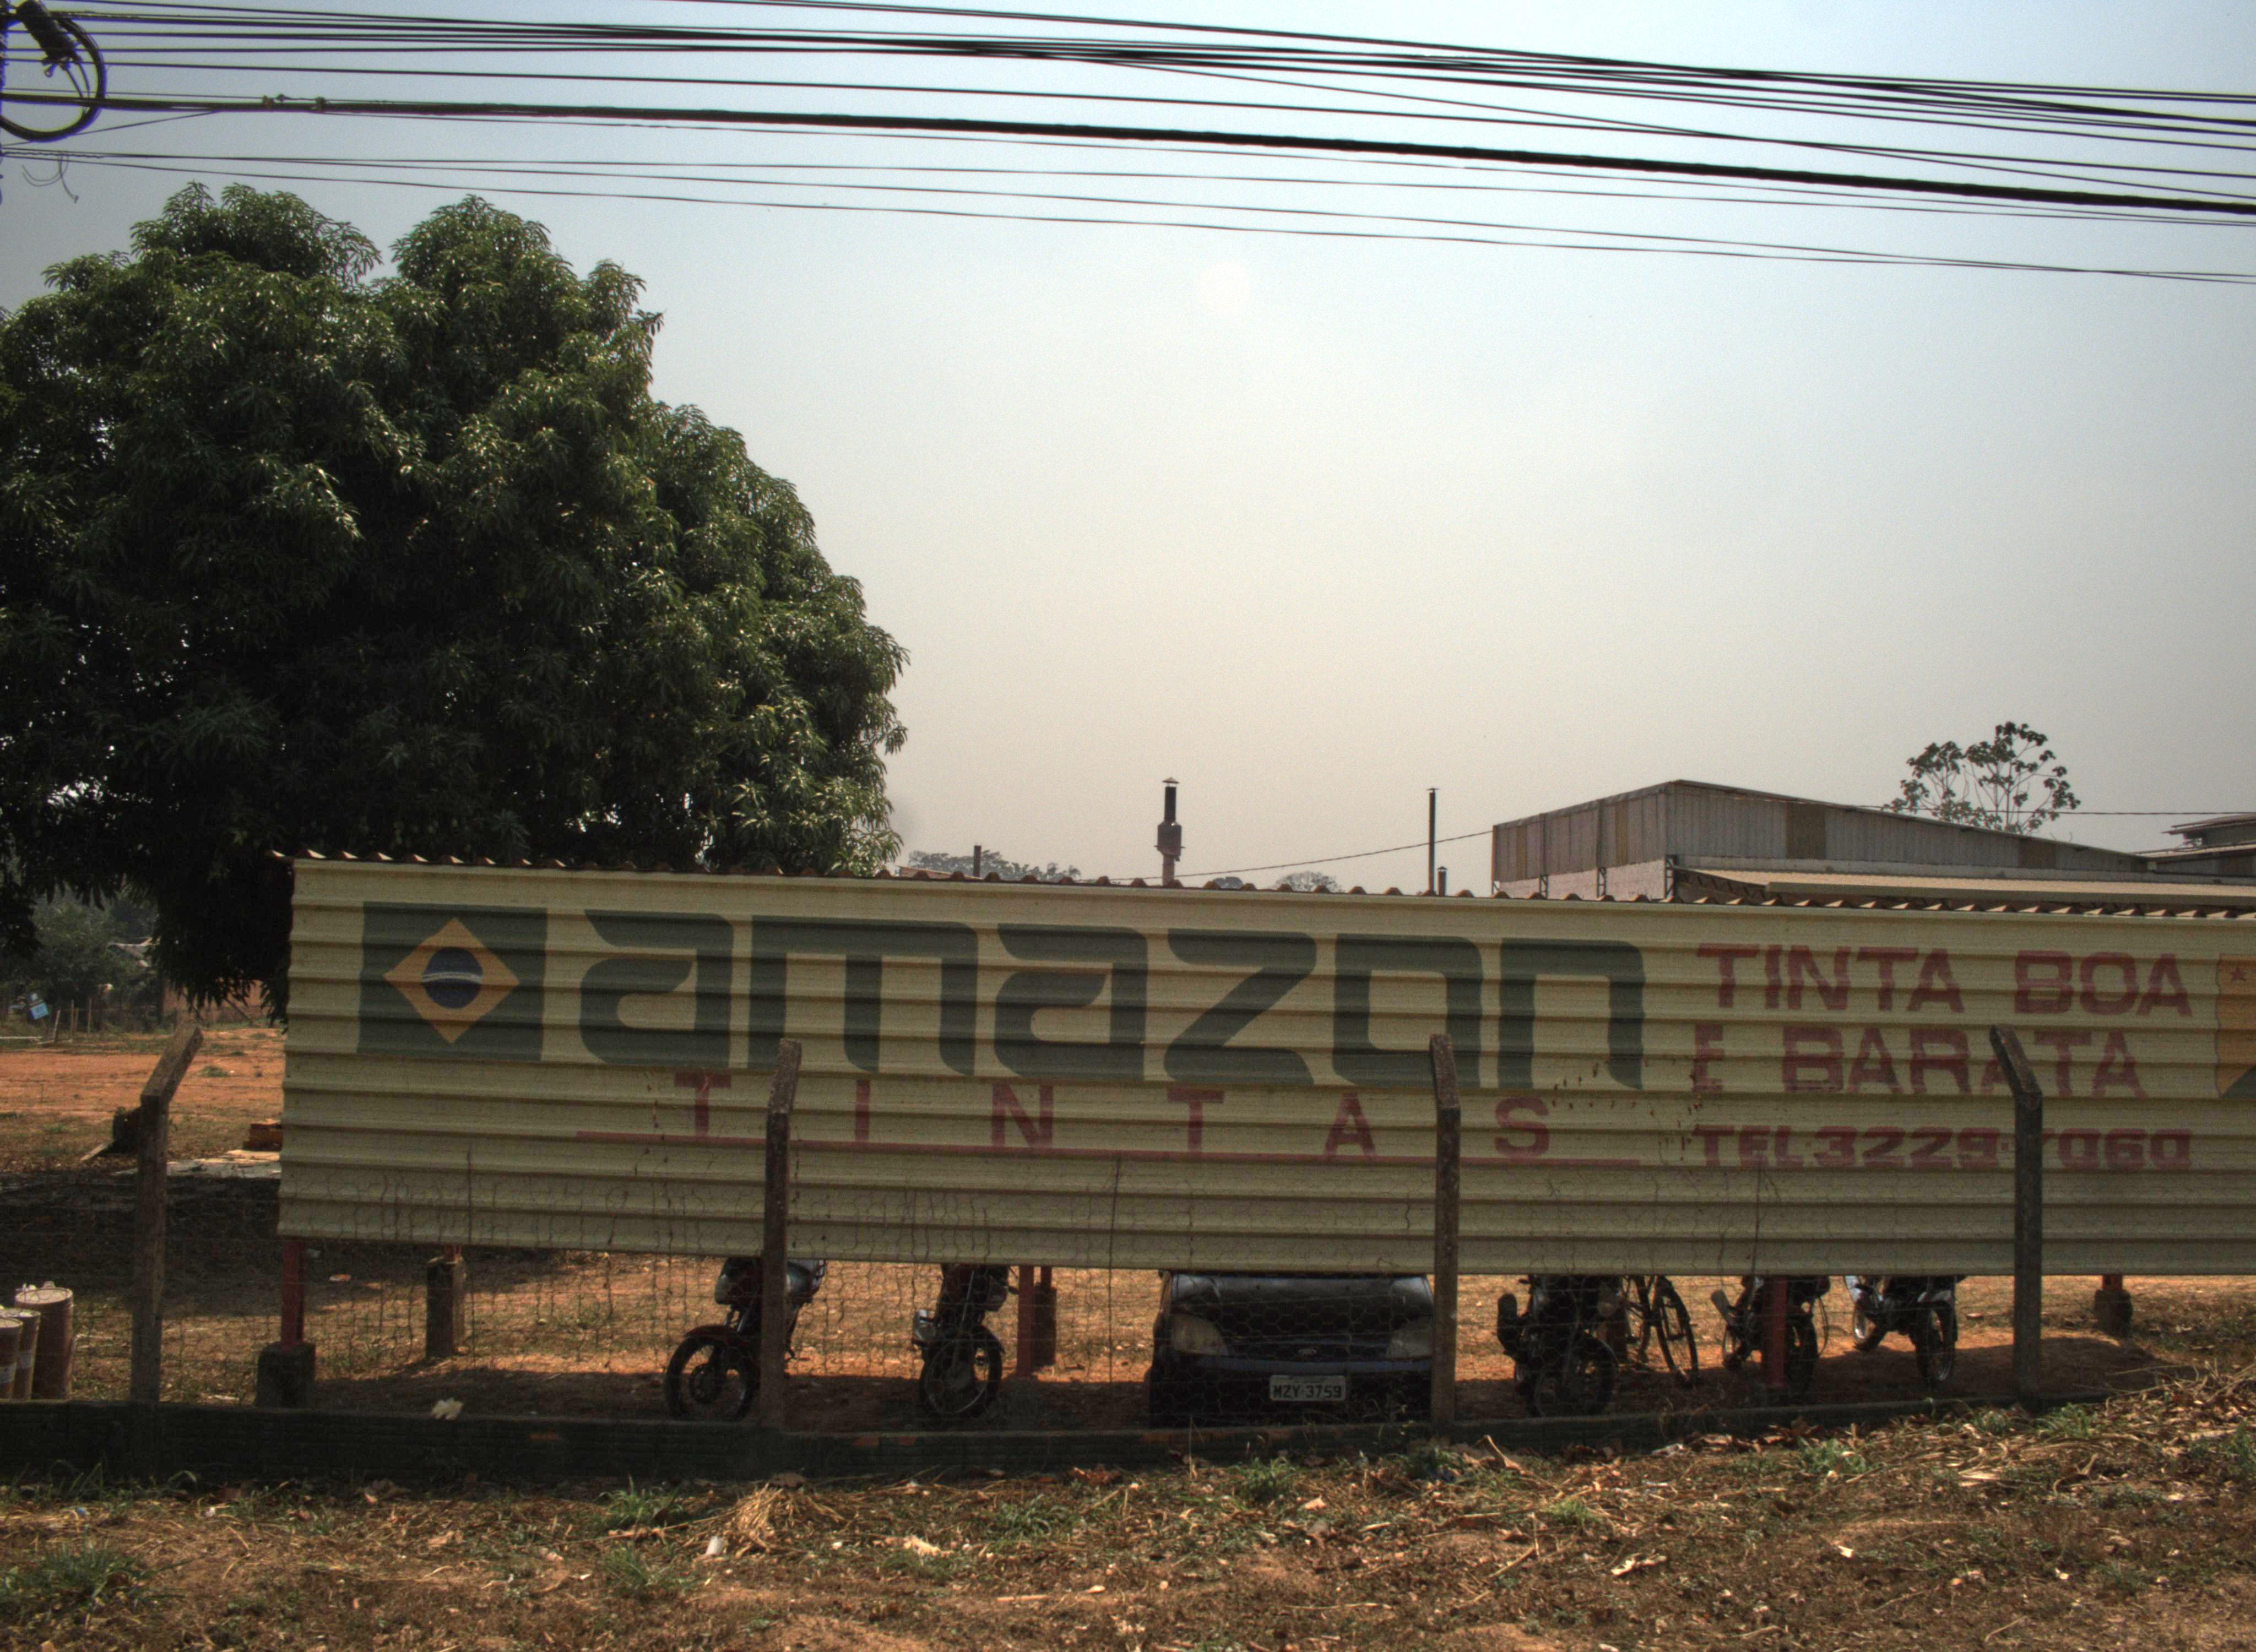 amazon
TINTAS
TINTA BOA
E BARATA
TEL 3229-7060
MZY-3759